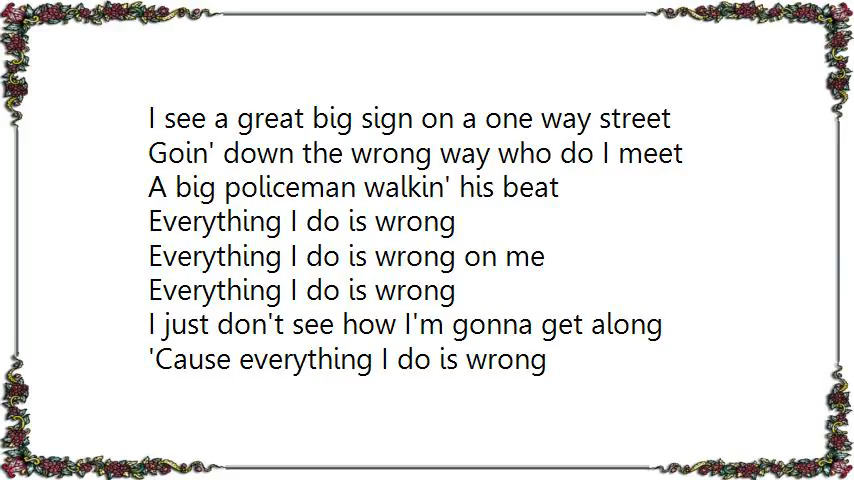 I see a great big sign on a one way street
Goin' down the wrong way who do I meet
A big policeman walkin' his beat
Everything I do is wrong
Everything I do is wrong on me
Everything I do is wrong
I just don't see how I'm gonna get along
'Cause everything I do is wrong